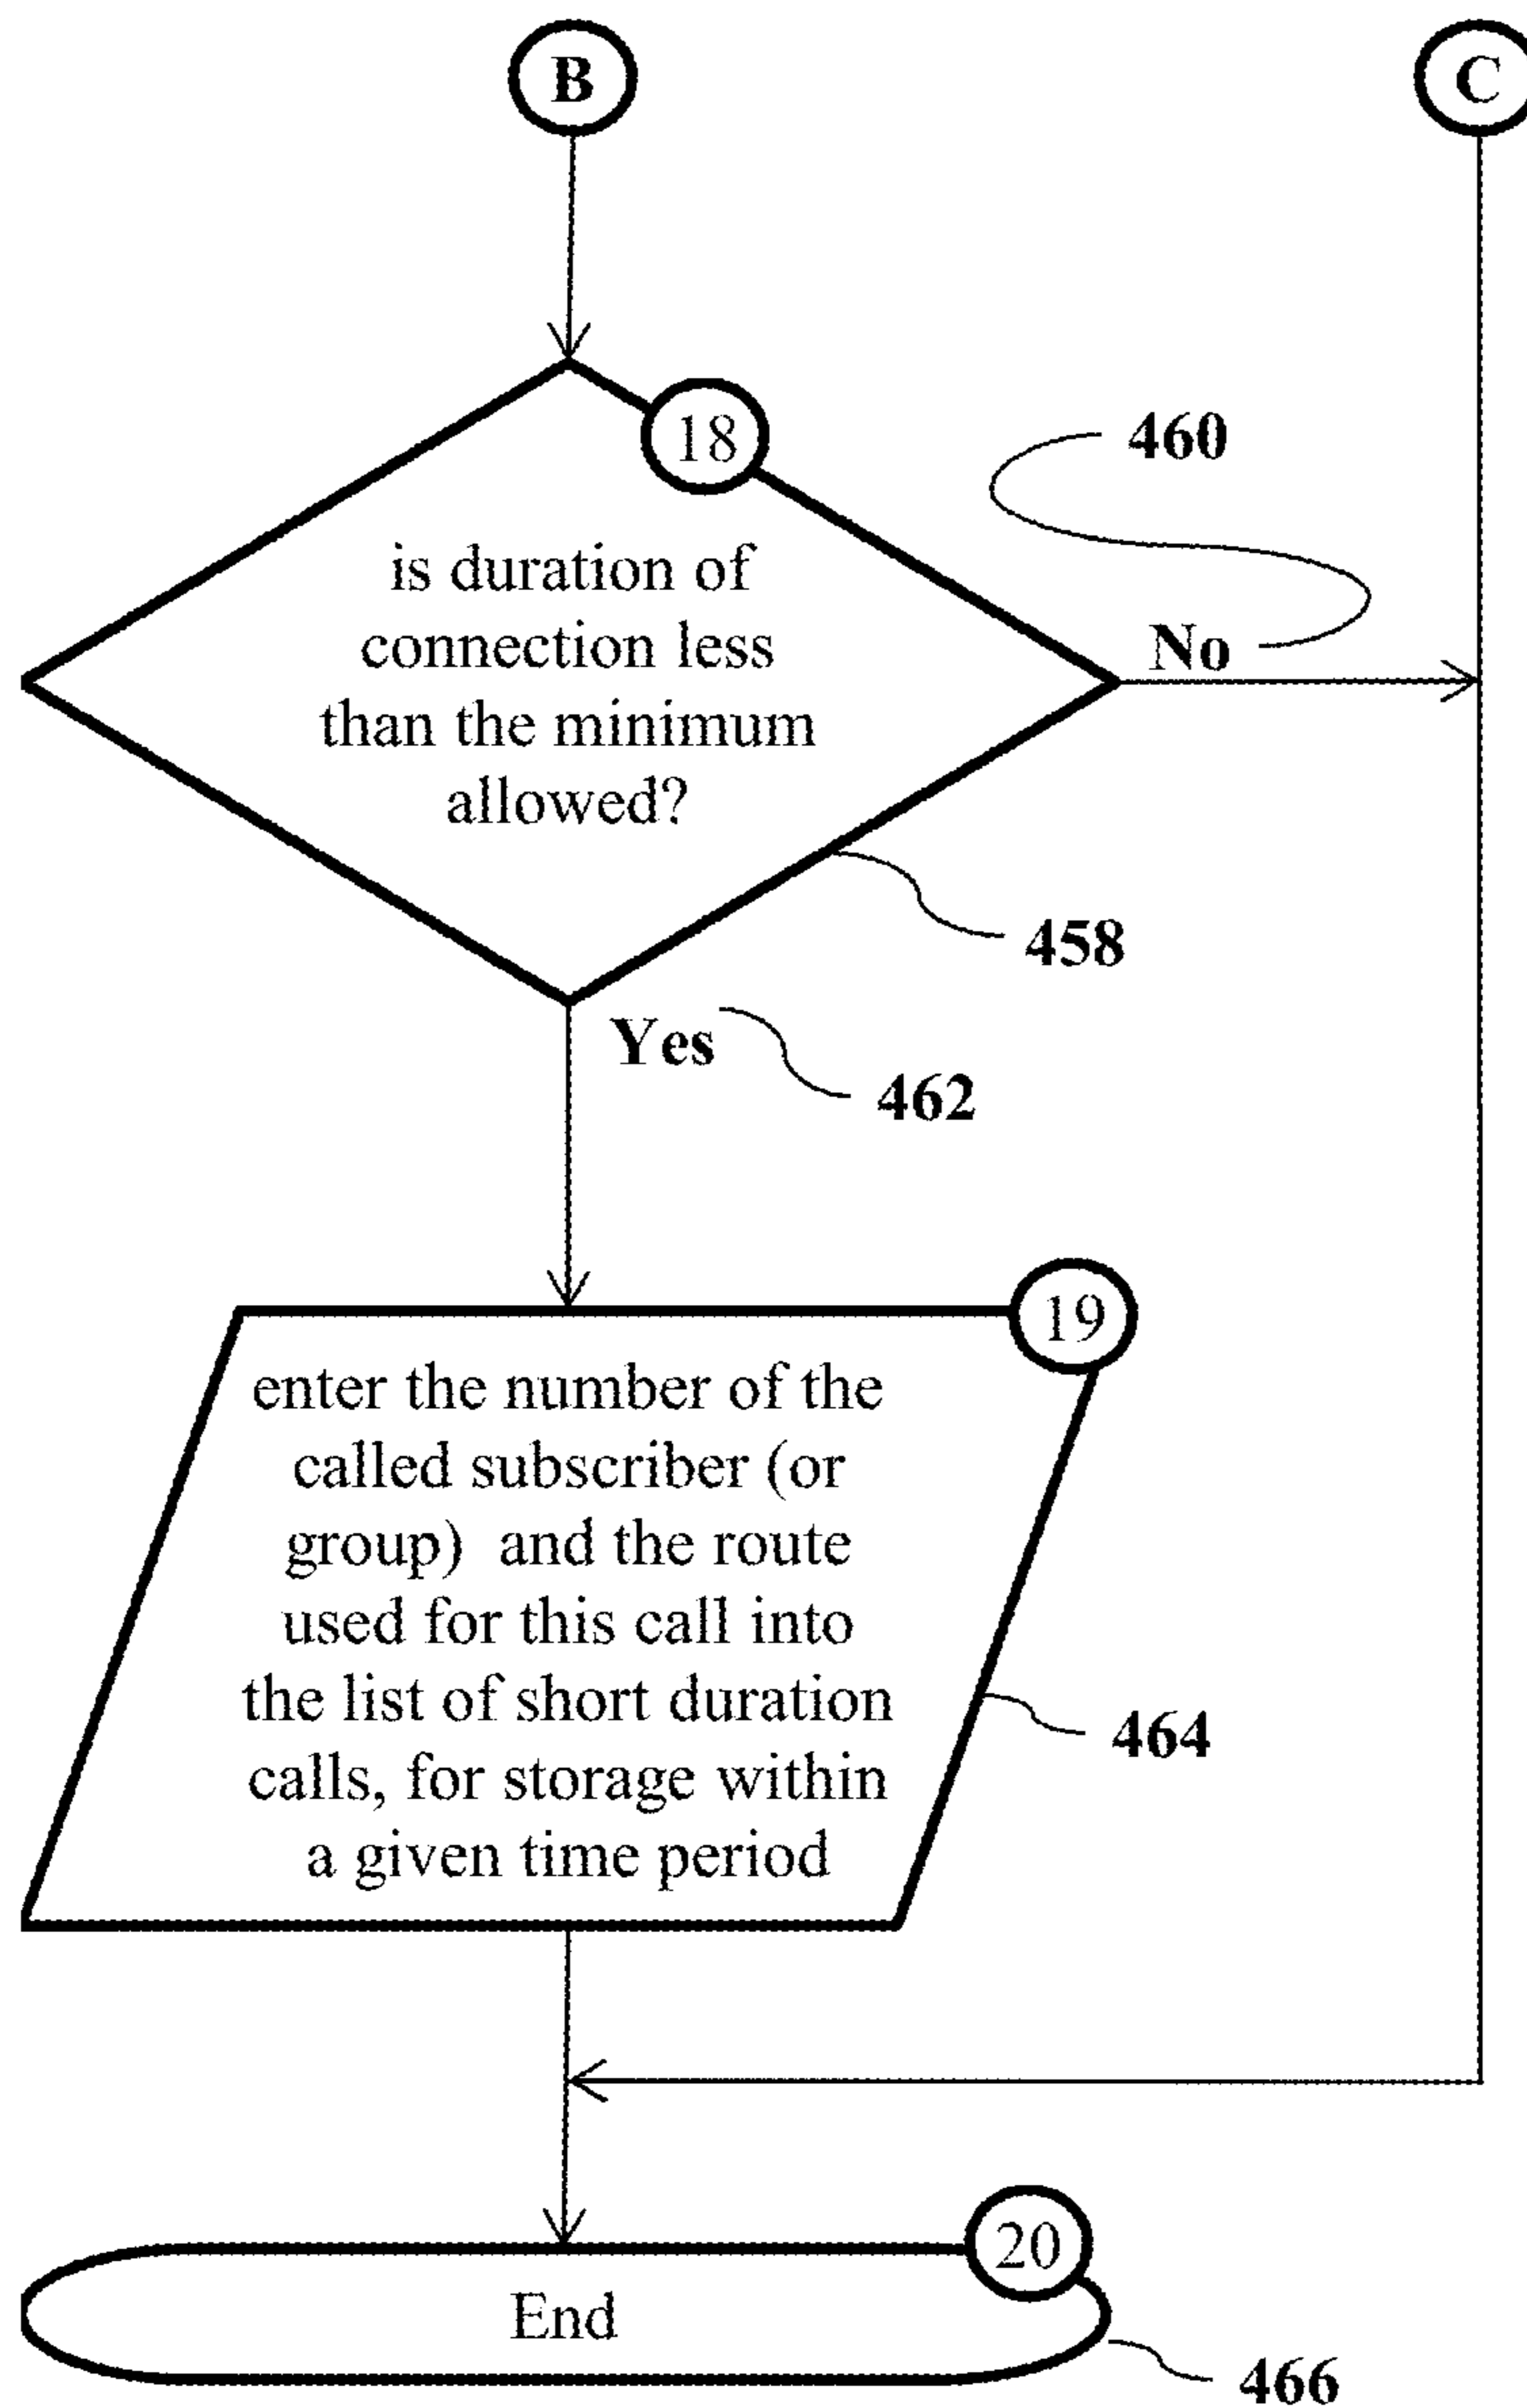 B
C
18
460
is duration of
connection less
than the minimum
allowed?
No
458
Yes
462
19
enter the number of the
called subscriber (or
group) and the route
used for this call into
the list of short duration
calls, for storage within
a given time period
464
20
End
466